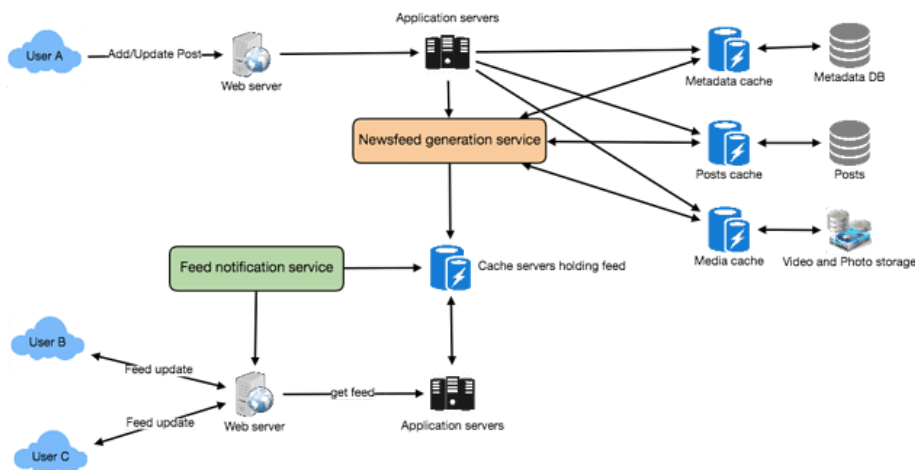 Application servers
User A
Add/Update Post
Web server
Metadata cache
Metadata DB
Newsfeed generation service
Posts cache
Posts
Feed notification service
Cache servers holding feed
Media cache
Video and Photo storage
User B
Feed update
get feed
Feed update
Web server
Application servers
User C